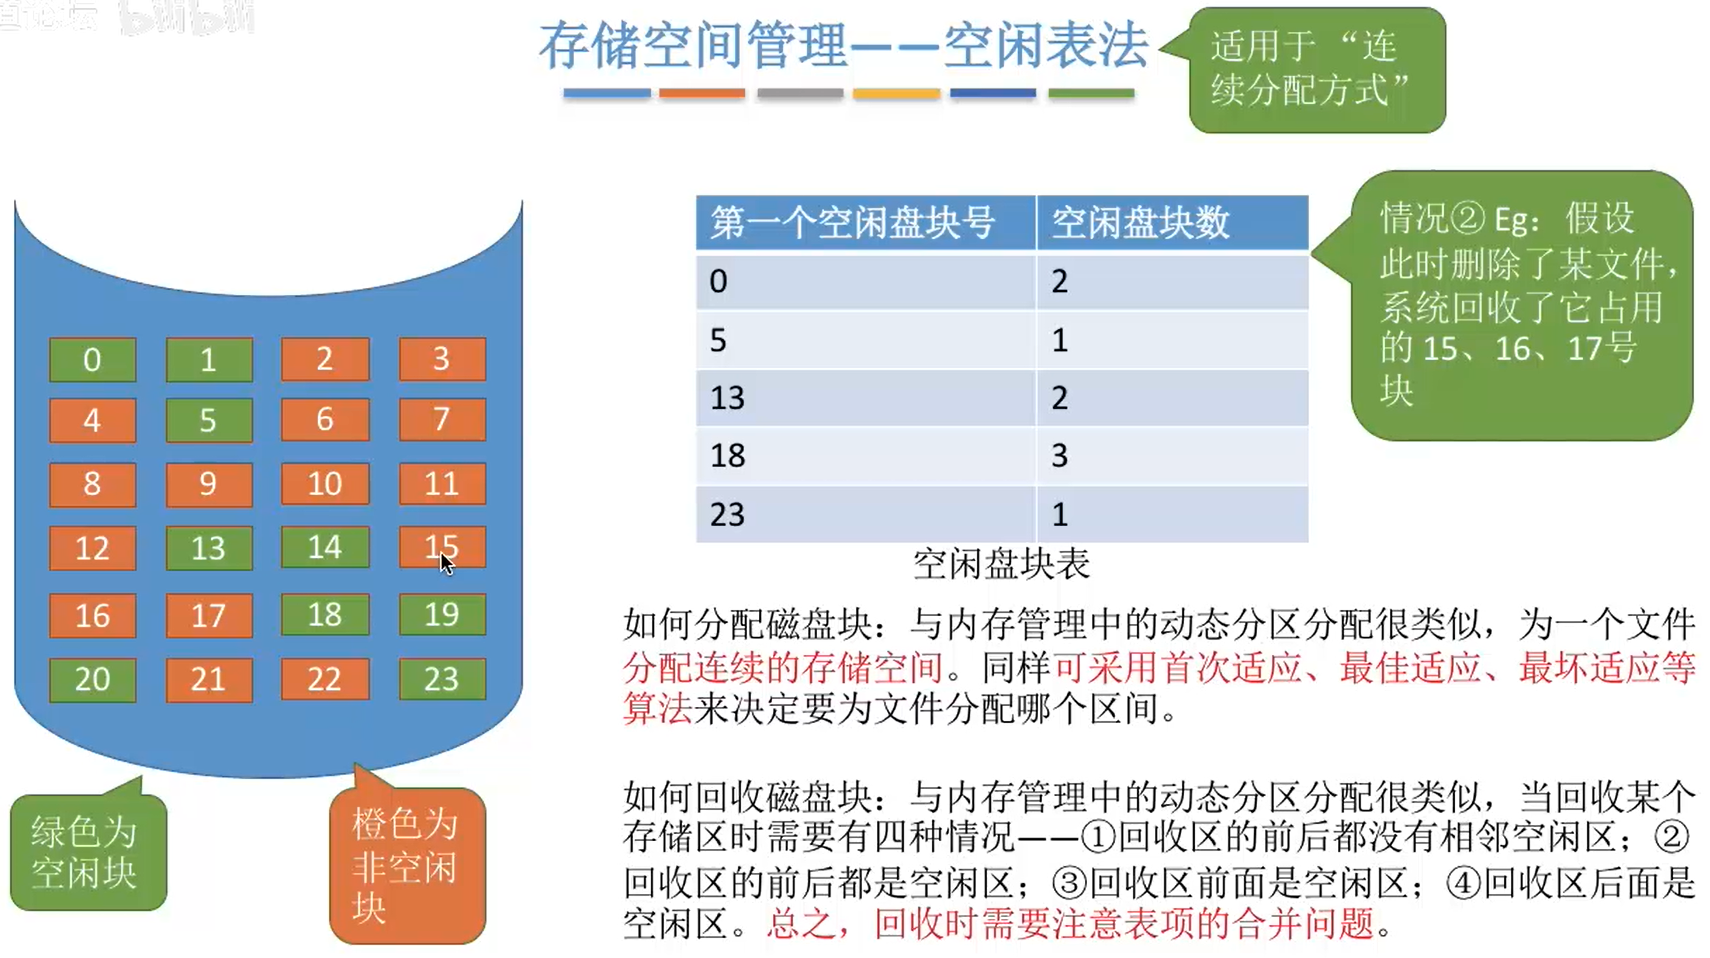 存储空间管理——空闲表法
适用于“连
续分配方式”
第一个空闲盘块号 空闲盘块数
0 2
5 1
13 2
18 3
23 1
空闲盘块表
情况② Eg：假设
此时删除了某文件，
系统回收了它占用
的 15、16、17号
块
0 1 2 3
4 5 6 7
8 9 10 11
12 13 14 15
16 17 18 19
20 21 22 23
绿色为
空闲块
橙色为
非空闲
块
如何分配磁盘块：与内存管理中的动态分区分配很类似，为一个文件
分配连续的存储空间。同样可采用首次适应、最佳适应、最坏适应等
算法来决定要为文件分配哪个区间。
如何回收磁盘块：与内存管理中的动态分区分配很类似，当回收某个
存储区时需要有四种情况——①回收区的前后都没有相邻空闲区；②
回收区的前后都是空闲区；③回收区前面是空闲区；④回收区后面是
空闲区。总之，回收时需要注意表项的合并问题。
bilibili